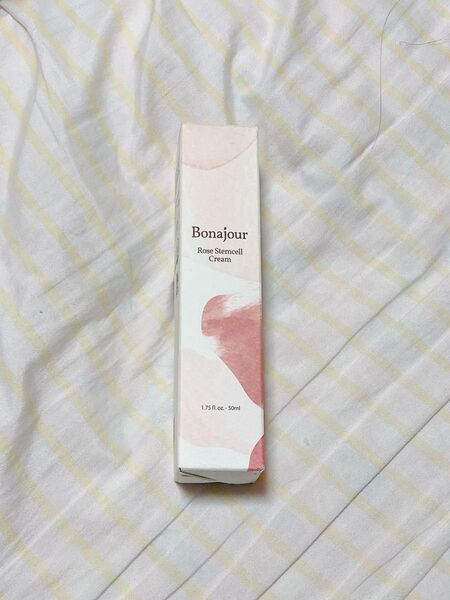 Bonajour
Rose Stemcell
Cream
1.75 fl. oz. - 50ml